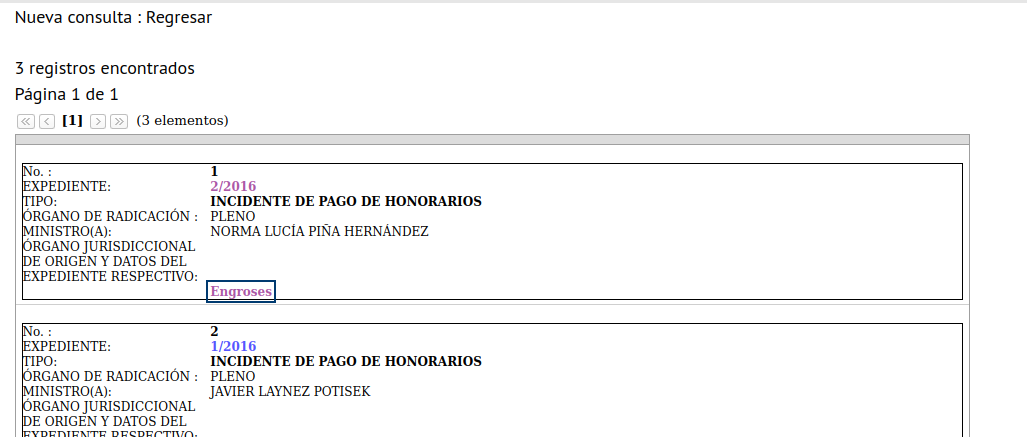 Nueva consulta : Regresar
3 registros encontrados
Página 1 de 1
[1] (3 elementos)
No. : 1
EXPEDIENTE: 2/2016
TIPO: INCIDENTE DE PAGO DE HONORARIOS
ÓRGANO DE RADICACIÓN : PLENO
MINISTRO(A): NORMA LUCÍA PIÑA HERNÁNDEZ
ÓRGANO JURISDICCIONAL
DE ORIGEN Y DATOS DEL
EXPEDIENTE RESPECTIVO:
Engroses
No. : 2
EXPEDIENTE: 1/2016
TIPO: INCIDENTE DE PAGO DE HONORARIOS
ÓRGANO DE RADICACIÓN : PLENO
MINISTRO(A): JAVIER LAYNEZ POTISEK
ÓRGANO JURISDICCIONAL
DE ORIGEN Y DATOS DEL
EXPEDIENTE RESPECTIVO: